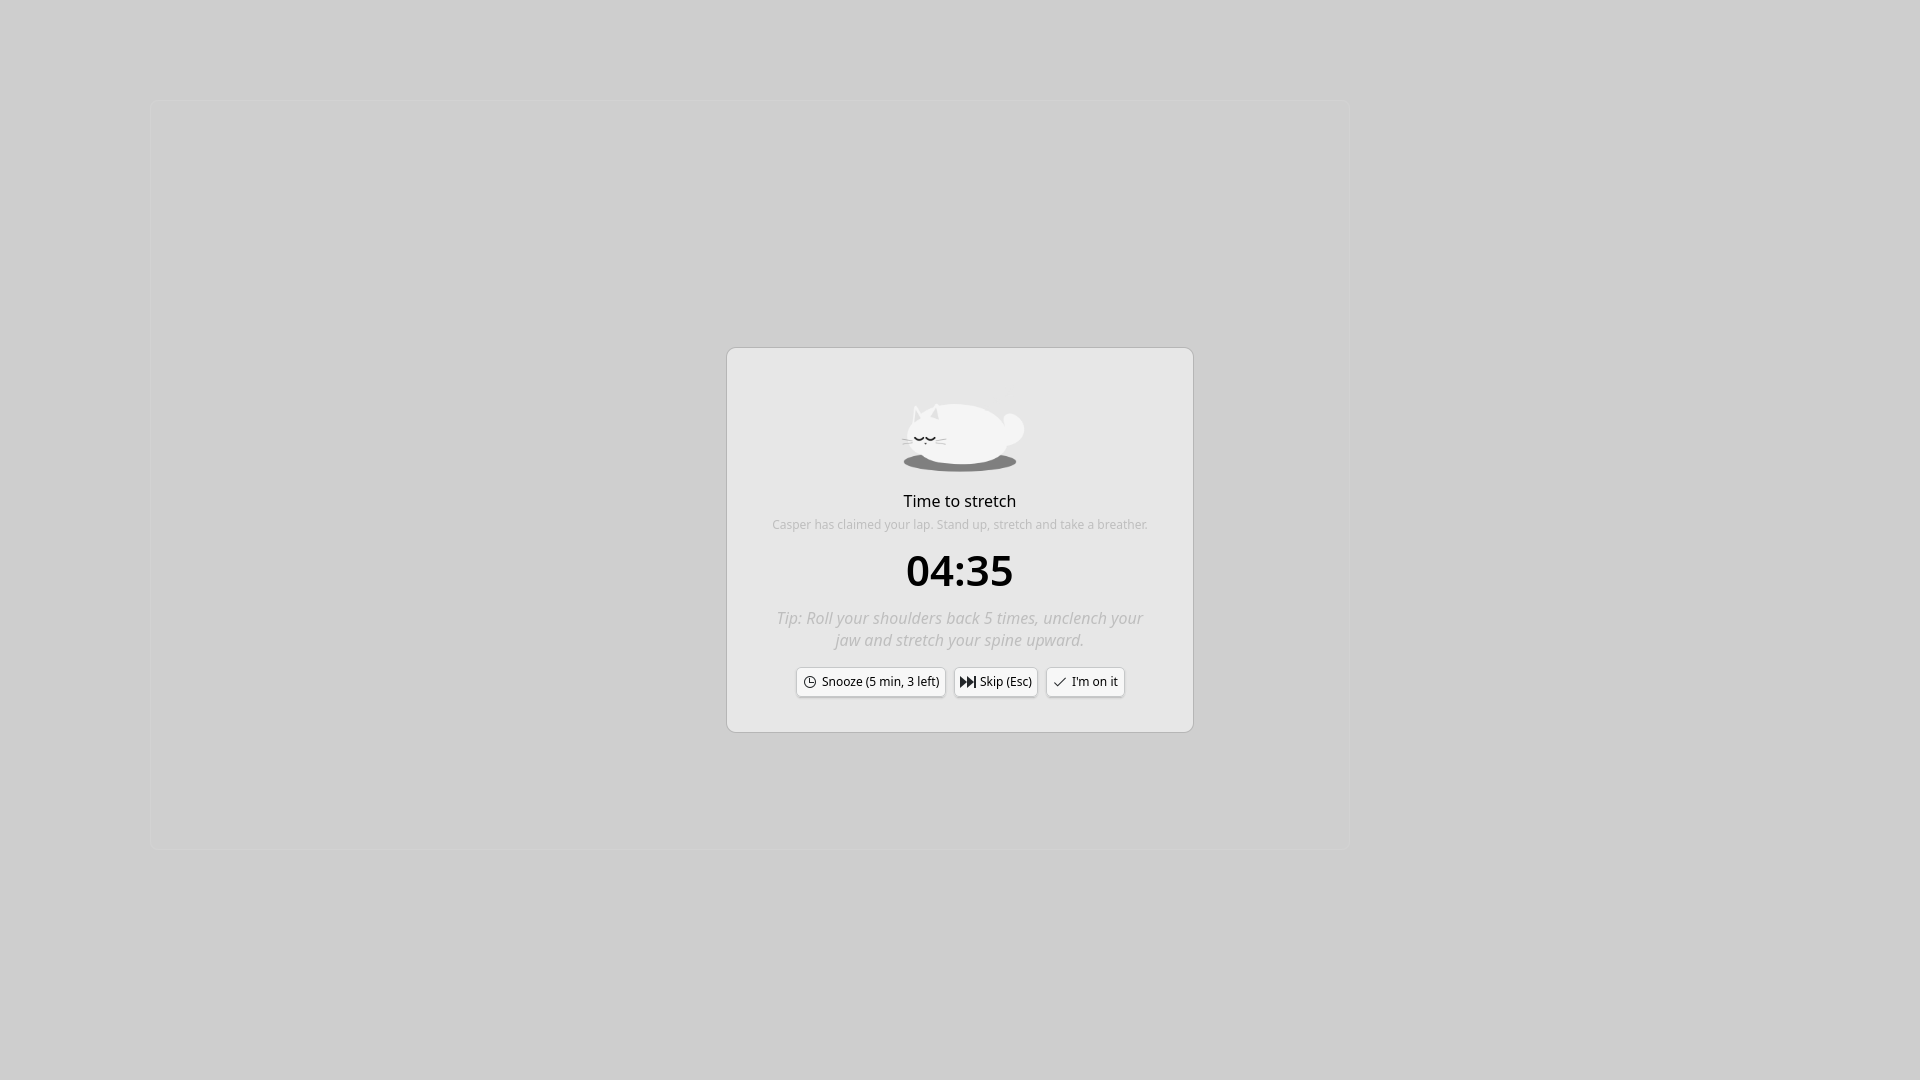 Time to stretch
Casper has claimed your lap. Stand up, stretch and take a breather.
04:35
Tip: Roll your shoulders back 5 times, unclench your
jaw and stretch your spine upward.
Snooze (5 min, 3 left) Skip (Esc) I'm on it